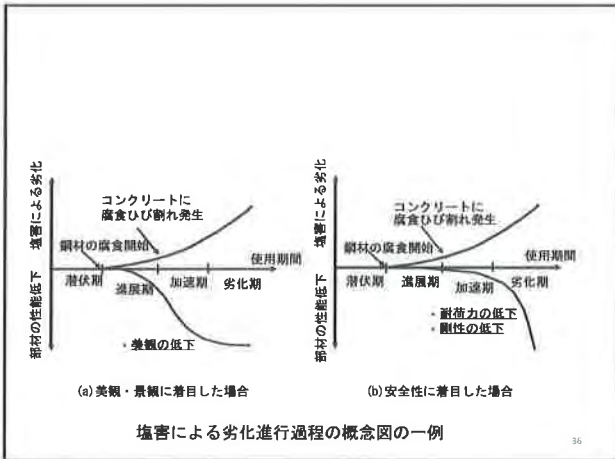 塩害による劣化
部材の性能低下
コンクリートに
腐食ひび割れ発生
鋼材の腐食開始
使用期間
潜伏期
進展期
加速期
劣化期
・美観の低下
(a)美観・景観に着目した場合
塩害による劣化
部材の性能低下
コンクリートに
腐食ひび割れ発生
鋼材の腐食開始
使用期間
潜伏期
進展期
加速期
劣化期
・耐荷力の低下
・剛性の低下
(b)安全性に着目した場合
塩害による劣化進行過程の概念図の一例
36